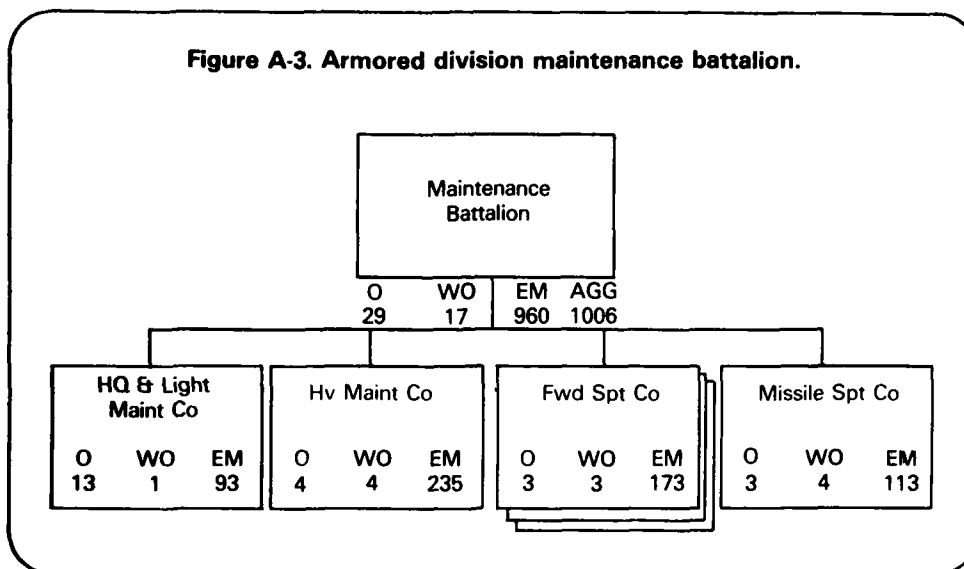 Figure A-3. Armored division maintenance battalion.
Maintenance
Battalion
O WO EM AGG
29 17 960 1006
HQ & Light
Maint Co
O WO EM
13 1 93
Hv Maint Co
O WO EM
4 4 235
Fwd Spt Co
O WO EM
3 3 173
Missile Spt Co
O WO EM
3 4 113